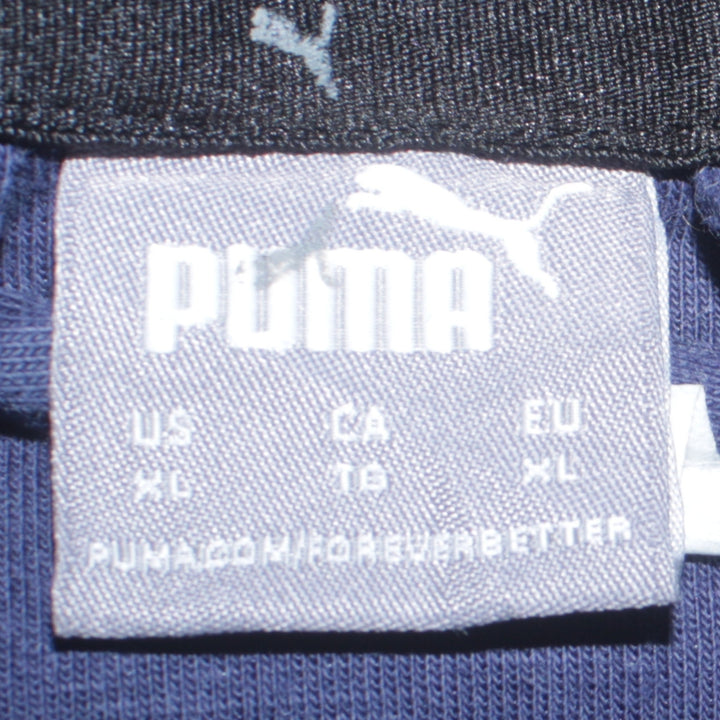 PUMA
US CA EU
XL TG XL
PUMA.COM/FOREVERBETTER